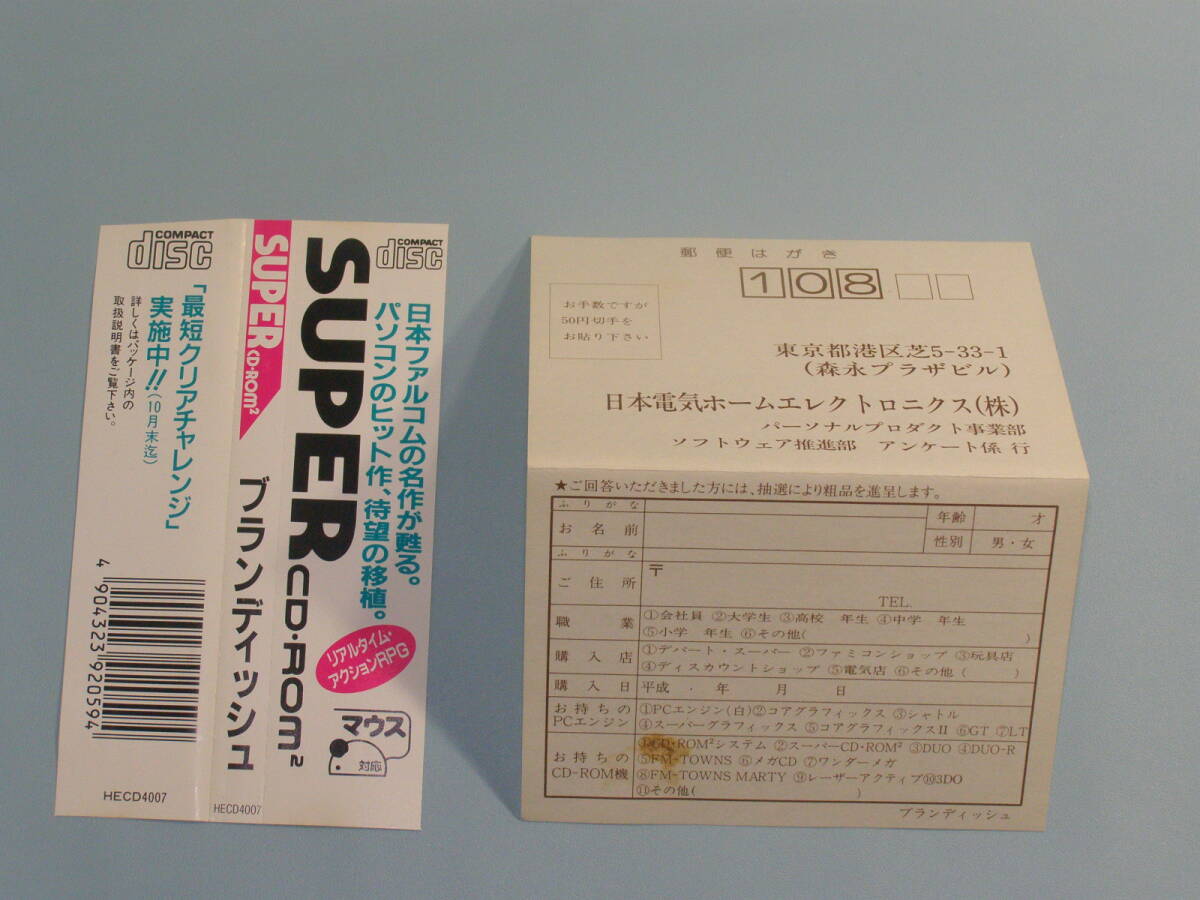 COMPACT
disc
「最短クリアチャレンジ」
実施中!!(10月末迄)
詳しくはパッケージ内の
取扱説明書をご覧下さい。
4 904323 920594
HECD4007
SUPER CD-ROM²
ブランディッシュ
HECD4007
COMPACT
disc
SUPER CD・ROM²
日本ファルコムの名作が甦る。
パソコンのヒット作、待望の移植。
リアルタイム・
アクションRPG
マウス
対応
郵便はがき
108
お手数ですが
50円切手を
お貼り下さい
東京都港区芝5-33-1
(森永プラザビル)
日本電気ホームエレクトロニクス(株)
パーソナルプロダクト事業部
ソフトウェア推進部 アンケート係 行
★ご回答いただきました方には、抽選により粗品を進呈します。
ふりがな
お名前
年齢 才
性別 男・女
ふりがな
ご住所 〒
TEL.
職業 ①会社員 ②大学生 ③高校 年生 ④中学 年生
⑤小学 年生 ⑥その他( )
購入店 ①デパート・スーパー ②ファミコンショップ ③玩具店
④ディスカウントショップ ⑤電気店 ⑥その他( )
購入日 平成・ 年 月 日
お持ちの
PCエンジン
①PCエンジン(白) ②コアグラフィックス ③シャトル
④スーパーグラフィックス ⑤コアグラフィックスII ⑥GT ⑦LT
お持ちの
CD-ROM機
①CD-ROM²システム ②スーパーCD-ROM² ③DUO ④DUO-R
⑤FM-TOWNS ⑥メガCD ⑦ワンダーメガ
⑧FM-TOWNS MARTY ⑨レーザーアクティブ ⑩3DO
⑪その他( )
ブランディッシュ